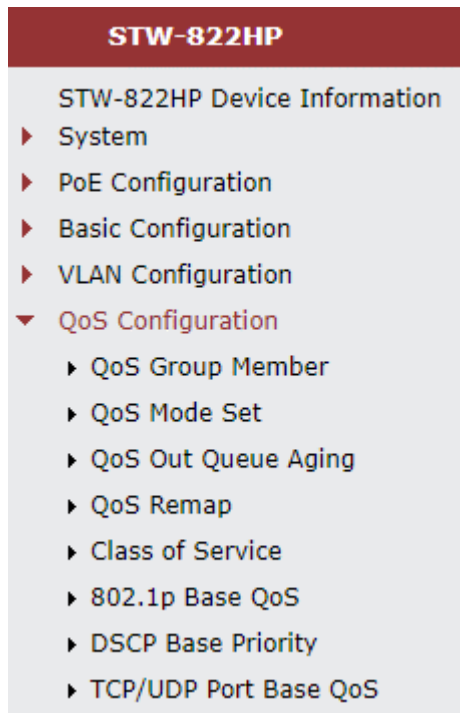 STW-822HP
STW-822HP Device Information
System
PoE Configuration
Basic Configuration
VLAN Configuration
QoS Configuration
QoS Group Member
QoS Mode Set
QoS Out Queue Aging
QoS Remap
Class of Service
802.1p Base QoS
DSCP Base Priority
TCP/UDP Port Base QoS